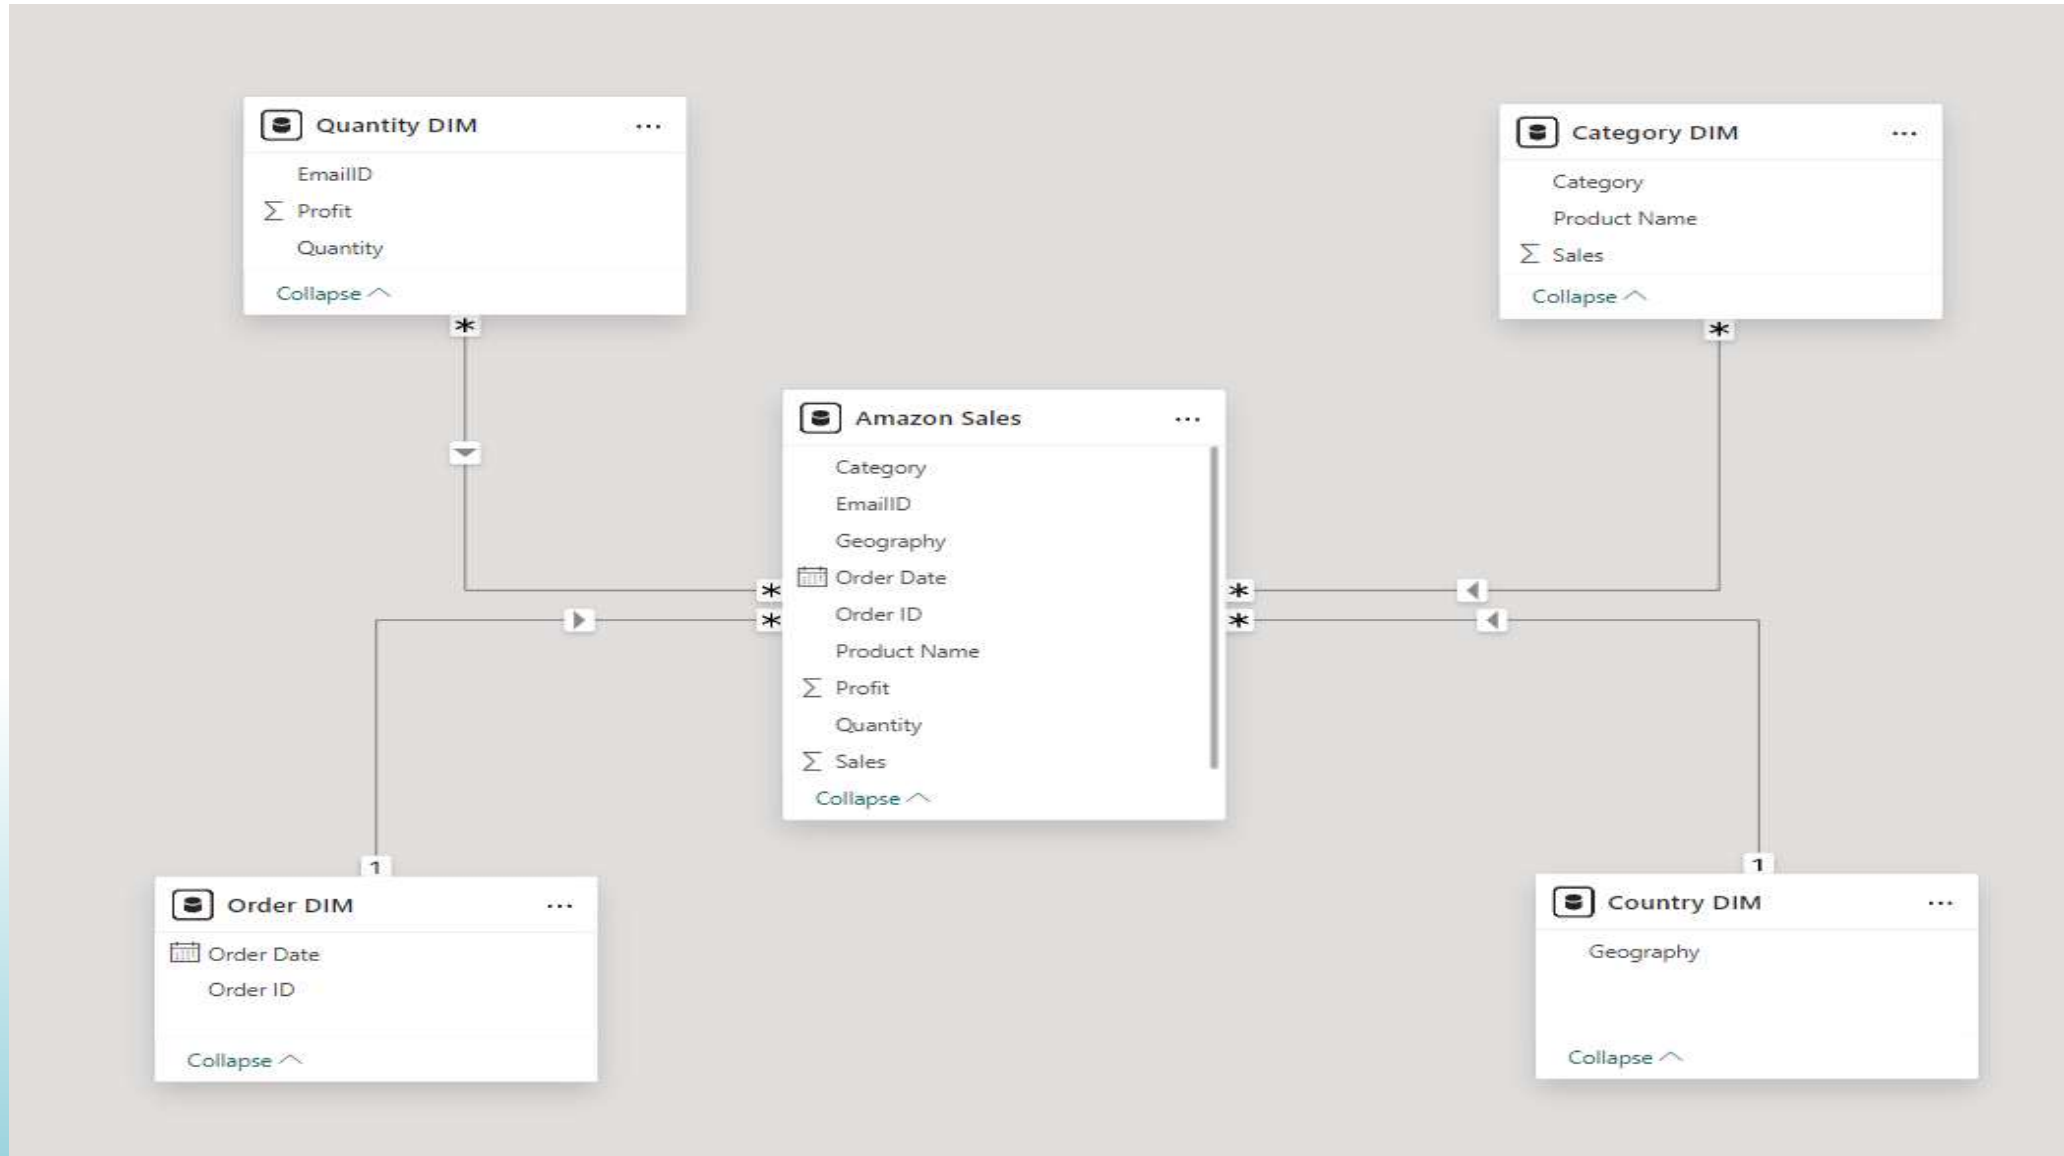 Quantity DIM ...
EmailID
∑ Profit
Quantity
Collapse
*
Category DIM ...
Category
Product Name
∑ Sales
Collapse
*
Amazon Sales ...
Category
EmailID
Geography
Order Date
Order ID
Product Name
∑ Profit
Quantity
∑ Sales
Collapse
* *
* *
1
Order DIM ...
Order Date
Order ID
Collapse
1
Country DIM ...
Geography
Collapse